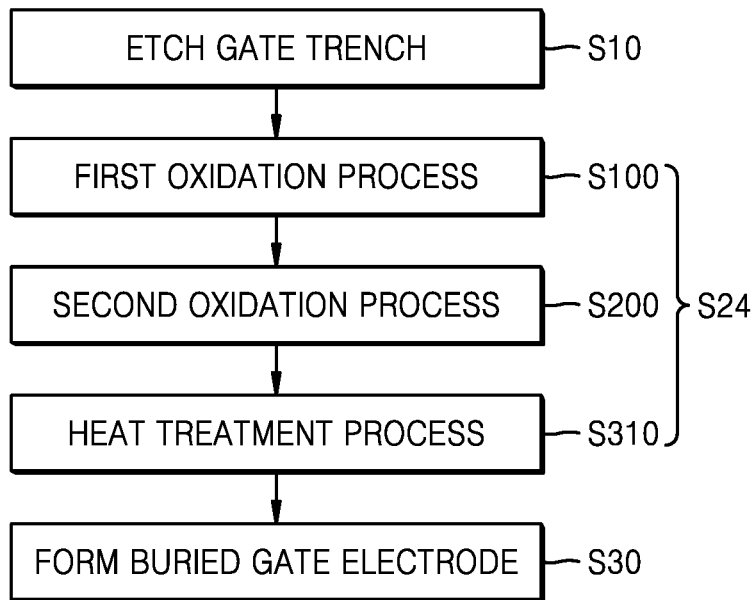 ETCH GATE TRENCH S10
FIRST OXIDATION PROCESS S100
SECOND OXIDATION PROCESS S200 S24
HEAT TREATMENT PROCESS S310
FORM BURIED GATE ELECTRODE S30